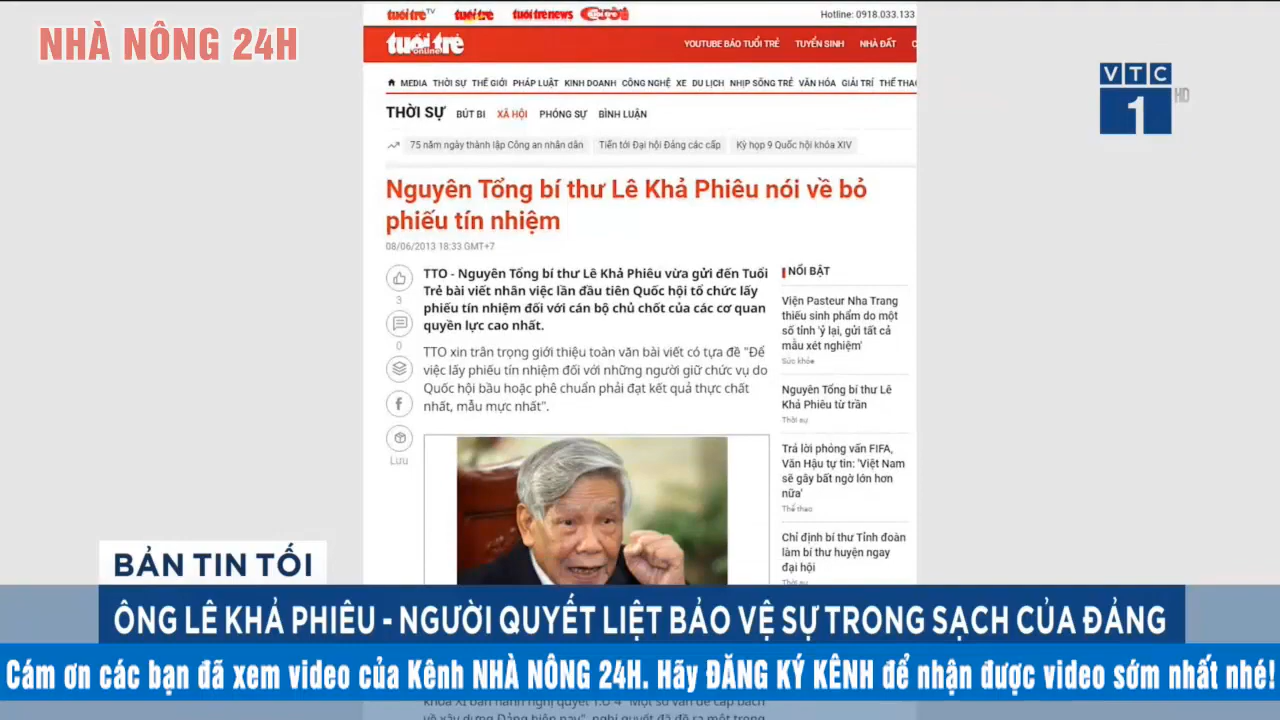 NHÀ NÔNG 24H
tuổi trẻ TV
tuổi trẻ
tuổi trẻ news
Cười
Hotline: 0918.033.133
tuổi trẻ
online
YOUTUBE BÁO TUỔI TRẺ TUYỂN SINH NHÀ ĐẤT
MEDIA THỜI SỰ THẾ GIỚI PHÁP LUẬT KINH DOANH CÔNG NGHỆ XE DU LỊCH NHỊP SỐNG TRẺ VĂN HÓA GIẢI TRÍ THỂ THAO
THỜI SỰ BÚT BI XÃ HỘI PHÓNG SỰ BÌNH LUẬN
75 năm ngày thành lập Công an nhân dân Tiến tới Đại hội Đảng các cấp Kỳ họp 9 Quốc hội khóa XIV
VTC
1
HD
Nguyên Tổng bí thư Lê Khả Phiêu nói về bỏ
phiếu tín nhiệm
08/06/2013 18:33 GMT+7
TTO - Nguyên Tổng bí thư Lê Khả Phiêu vừa gửi đến Tuổi
Trẻ bài viết nhân việc lần đầu tiên Quốc hội tổ chức lấy
phiếu tín nhiệm đối với cán bộ chủ chốt của các cơ quan
quyền lực cao nhất.
TTO xin trân trọng giới thiệu toàn văn bài viết có tựa đề "Để
việc lấy phiếu tín nhiệm đối với những người giữ chức vụ do
Quốc hội bầu hoặc phê chuẩn phải đạt kết quả thực chất
nhất, mẫu mực nhất".
3
0
Lưu
NỔI BẬT
Viện Pasteur Nha Trang
thiếu sinh phẩm do một
số tỉnh 'ỷ lại, gửi tất cả
mẫu xét nghiệm'
Sức khỏe
Nguyên Tổng bí thư Lê
Khả Phiêu từ trần
Thời sự
Trả lời phỏng vấn FIFA,
Văn Hậu tự tin: 'Việt Nam
sẽ gây bất ngờ lớn hơn
nữa'
Thể thao
Chỉ định bí thư Tỉnh đoàn
làm bí thư huyện ngay
đại hội
Thời sự
BẢN TIN TỐI
ÔNG LÊ KHẢ PHIÊU - NGƯỜI QUYẾT LIỆT BẢO VỆ SỰ TRONG SẠCH CỦA ĐẢNG
Cám ơn các bạn đã xem video của Kênh NHÀ NÔNG 24H. Hãy ĐĂNG KÝ KÊNH để nhận được video sớm nhất nhé!